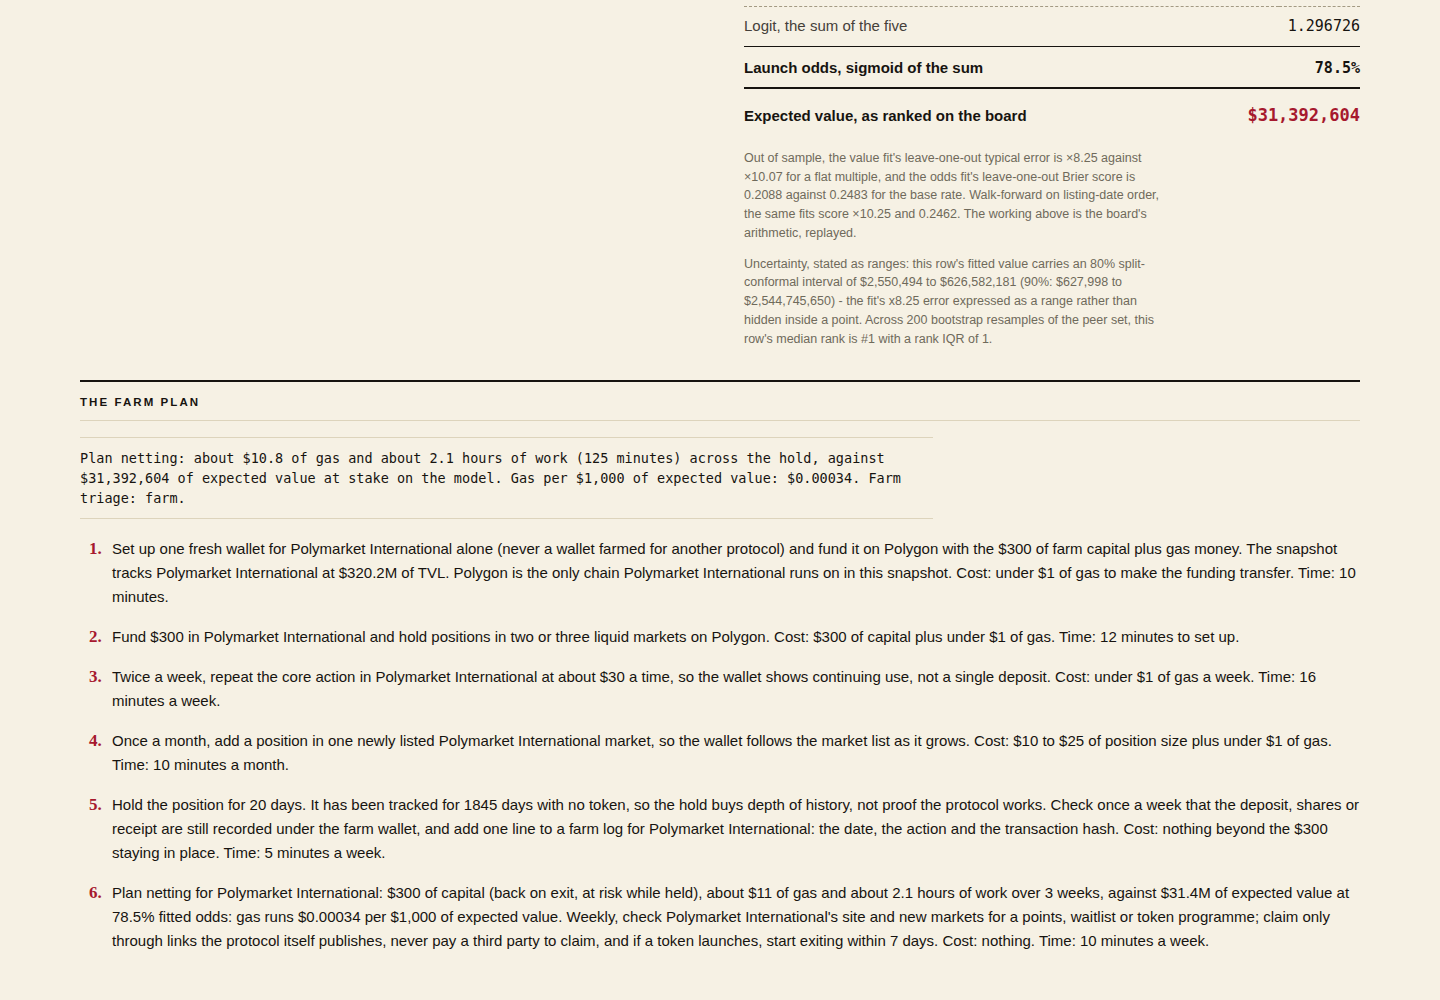 Logit, the sum of the five 1.296726
Launch odds, sigmoid of the sum 78.5%
Expected value, as ranked on the board $31,392,604
Out of sample, the value fit's leave-one-out typical error is ×8.25 against
×10.07 for a flat multiple, and the odds fit's leave-one-out Brier score is
0.2088 against 0.2483 for the base rate. Walk-forward on listing-date order,
the same fits score ×10.25 and 0.2462. The working above is the board's
arithmetic, replayed.
Uncertainty, stated as ranges: this row's fitted value carries an 80% split-
conformal interval of $2,550,494 to $626,582,181 (90%: $627,998 to
$2,544,745,650) - the fit's x8.25 error expressed as a range rather than
hidden inside a point. Across 200 bootstrap resamples of the peer set, this
row's median rank is #1 with a rank IQR of 1.
THE FARM PLAN
Plan netting: about $10.8 of gas and about 2.1 hours of work (125 minutes) across the hold, against
$31,392,604 of expected value at stake on the model. Gas per $1,000 of expected value: $0.00034. Farm
triage: farm.
1. Set up one fresh wallet for Polymarket International alone (never a wallet farmed for another protocol) and fund it on Polygon with the $300 of farm capital plus gas money. The snapshot
tracks Polymarket International at $320.2M of TVL. Polygon is the only chain Polymarket International runs on in this snapshot. Cost: under $1 of gas to make the funding transfer. Time: 10
minutes.
2. Fund $300 in Polymarket International and hold positions in two or three liquid markets on Polygon. Cost: $300 of capital plus under $1 of gas. Time: 12 minutes to set up.
3. Twice a week, repeat the core action in Polymarket International at about $30 a time, so the wallet shows continuing use, not a single deposit. Cost: under $1 of gas a week. Time: 16
minutes a week.
4. Once a month, add a position in one newly listed Polymarket International market, so the wallet follows the market list as it grows. Cost: $10 to $25 of position size plus under $1 of gas.
Time: 10 minutes a month.
5. Hold the position for 20 days. It has been tracked for 1845 days with no token, so the hold buys depth of history, not proof the protocol works. Check once a week that the deposit, shares or
receipt are still recorded under the farm wallet, and add one line to a farm log for Polymarket International: the date, the action and the transaction hash. Cost: nothing beyond the $300
staying in place. Time: 5 minutes a week.
6. Plan netting for Polymarket International: $300 of capital (back on exit, at risk while held), about $11 of gas and about 2.1 hours of work over 3 weeks, against $31.4M of expected value at
78.5% fitted odds: gas runs $0.00034 per $1,000 of expected value. Weekly, check Polymarket International's site and new markets for a points, waitlist or token programme; claim only
through links the protocol itself publishes, never pay a third party to claim, and if a token launches, start exiting within 7 days. Cost: nothing. Time: 10 minutes a week.